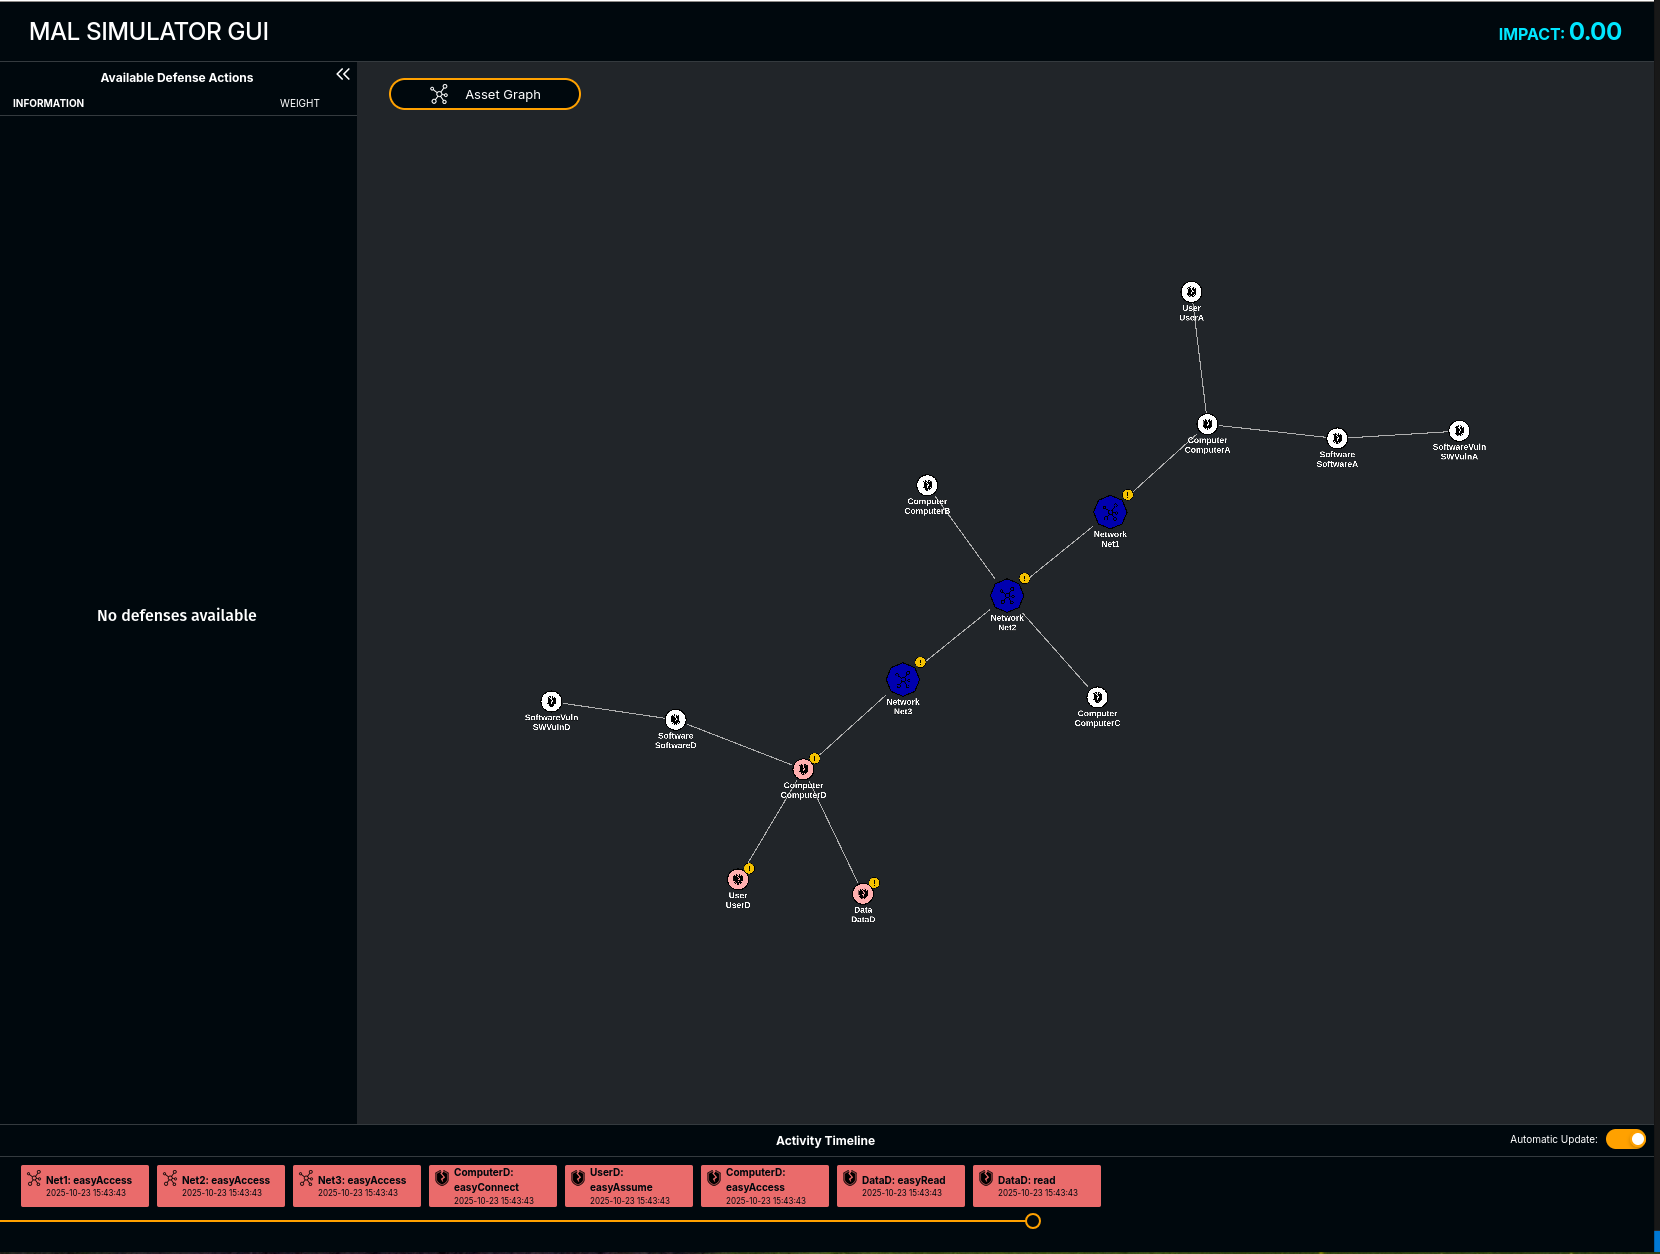 MAL SIMULATOR GUI
IMPACT: 0.00
Available Defense Actions
INFORMATION
WEIGHT
No defenses available
Asset Graph
User
UserA
Computer
ComputerA
Software
SoftwareA
SoftwareVuln
SWVulnA
Computer
ComputerB
Network
Net1
Network
Net2
Network
Net3
Computer
ComputerC
SoftwareVuln
SWVulnD
Software
SoftwareD
Computer
ComputerD
User
UserD
Data
DataD
Activity Timeline
Automatic Update:
Net1: easyAccess
2025-10-23 15:43:43
Net2: easyAccess
2025-10-23 15:43:43
Net3: easyAccess
2025-10-23 15:43:43
ComputerD:
easyConnect
2025-10-23 15:43:43
UserD:
easyAssume
2025-10-23 15:43:43
ComputerD:
easyAccess
2025-10-23 15:43:43
DataD: easyRead
2025-10-23 15:43:43
DataD: read
2025-10-23 15:43:43